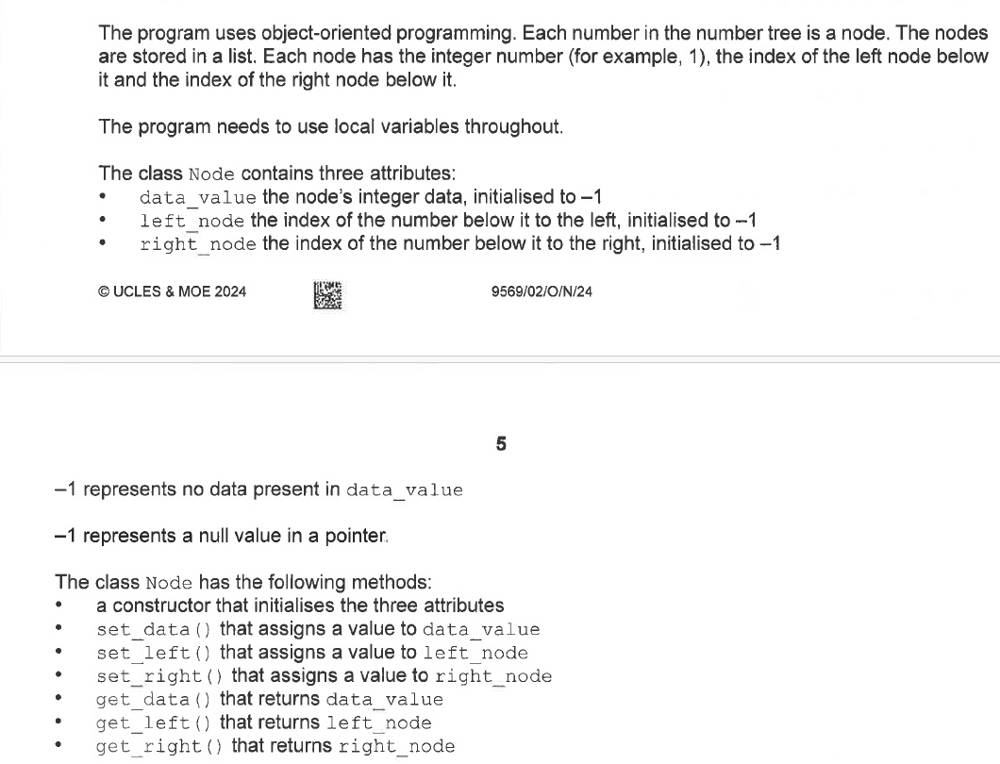 The program uses object-oriented programming. Each number in the number tree is a node. The nodes
are stored in a list. Each node has the integer number (for example, 1), the index of the left node below
it and the index of the right node below it.
The program needs to use local variables throughout.
The class Node contains three attributes:
• data_value the node's integer data, initialised to –1
• left_node the index of the number below it to the left, initialised to –1
• right_node the index of the number below it to the right, initialised to –1
© UCLES & MOE 2024 9569/02/O/N/24
5
–1 represents no data present in data_value
–1 represents a null value in a pointer.
The class Node has the following methods:
• a constructor that initialises the three attributes
• set_data() that assigns a value to data_value
• set_left() that assigns a value to left_node
• set_right() that assigns a value to right_node
• get_data() that returns data_value
• get_left() that returns left_node
• get_right() that returns right_node